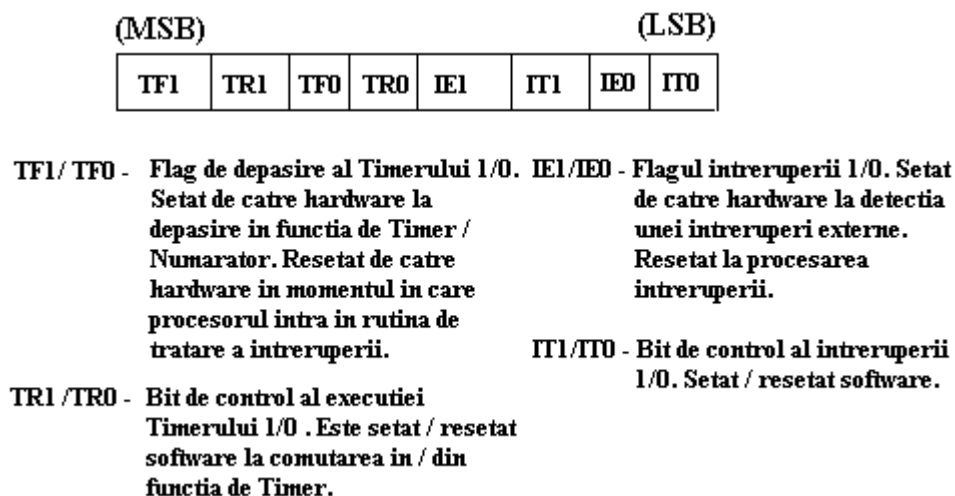 (MSB) (LSB)
TF1 TR1 TF0 TR0 IE1 IT1 IE0 IT0
TF1/ TF0 - Flag de depasire al Timerului 1/0.
Setat de catre hardware la
depasire in functia de Timer /
Numarator. Resetat de catre
hardware in momentul in care
procesorul intra in rutina de
tratare a intreruperii.
TR1 /TR0 - Bit de control al executiei
Timerului 1/0 . Este setat / resetat
software la comutarea in / din
functia de Timer.
IE1/IE0 - Flagul intreruperii 1/0. Setat
de catre hardware la detectia
unei intreruperi externe.
Resetat la procesarea
intreruperii.
IT1/IT0 - Bit de control al intreruperii
1/0. Setat / resetat software.